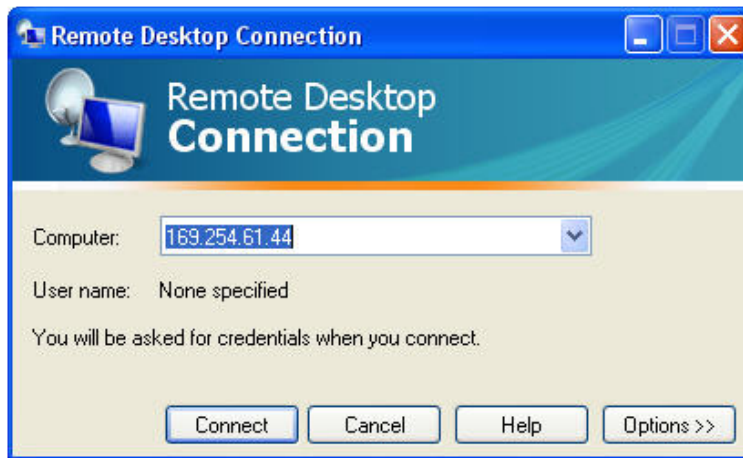 Remote Desktop Connection
Remote Desktop
Connection
Computer: 169.254.61.44
User name: None specified
You will be asked for credentials when you connect.
Connect Cancel Help Options >>